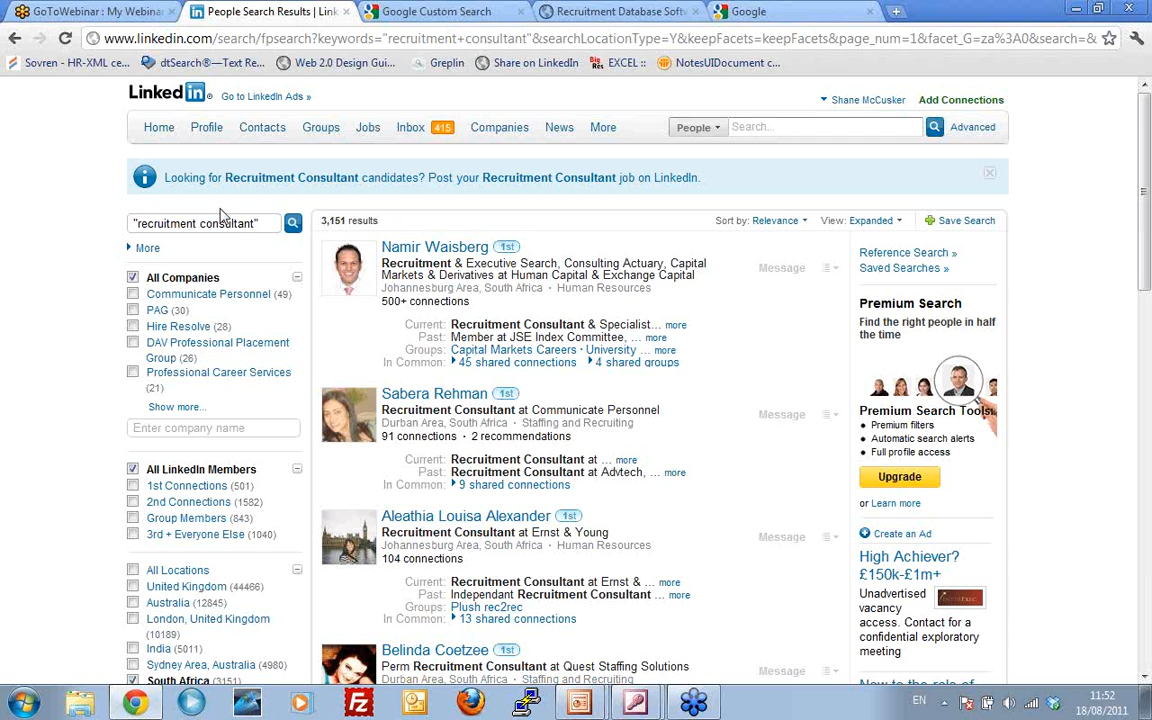 GoToWebinar : My Webinar
People Search Results | Link
Google Custom Search
Recruitment Database Softw
Google
www.linkedin.com/search/fpsearch?keywords="recruitment+consultant"&searchLocationType=Y&keepFacets=keepFacets&page_num=1&facet_G=za%3A0&search=&
Sovren - HR-XML ce...
dtSearch®—Text Re...
Web 2.0 Design Gui...
Greplin
Share on LinkedIn
EXCEL ::
NotesUIDocument c...
Linked in
Go to LinkedIn Ads »
Shane McCusker
Add Connections
Home Profile Contacts Groups Jobs Inbox 415 Companies News More
People Search... Advanced
Looking for Recruitment Consultant candidates? Post your Recruitment Consultant job on LinkedIn.
"recruitment consultant"
More
All Companies
Communicate Personnel (49)
PAG (30)
Hire Resolve (28)
DAV Professional Placement
Group (26)
Professional Career Services
(21)
Show more...
Enter company name
All LinkedIn Members
1st Connections (501)
2nd Connections (1582)
Group Members (843)
3rd + Everyone Else (1040)
All Locations
United Kingdom (44466)
Australia (12845)
London, United Kingdom
(10189)
India (5011)
Sydney Area, Australia (4980)
South Africa (3151)
3,151 results
Sort by: Relevance
View: Expanded
Save Search
Namir Waisberg 1st
Recruitment & Executive Search, Consulting Actuary, Capital
Markets & Derivatives at Human Capital & Exchange Capital
Johannesburg Area, South Africa · Human Resources
500+ connections
Message
Current: Recruitment Consultant & Specialist... more
Past: Member at JSE Index Committee, ... more
Groups: Capital Markets Careers · University ... more
In Common: 45 shared connections 4 shared groups
Sabera Rehman 1st
Recruitment Consultant at Communicate Personnel
Durban Area, South Africa · Staffing and Recruiting
91 connections · 2 recommendations
Message
Current: Recruitment Consultant at ... more
Past: Recruitment Consultant at Advtech, ... more
In Common: 9 shared connections
Aleathia Louisa Alexander 1st
Recruitment Consultant at Ernst & Young
Johannesburg Area, South Africa · Human Resources
104 connections
Message
Current: Recruitment Consultant at Ernst & ... more
Past: Independant Recruitment Consultant ... more
Groups: Plush rec2rec
In Common: 13 shared connections
Belinda Coetzee 1st
Perm Recruitment Consultant at Quest Staffing Solutions
Message
Reference Search »
Saved Searches »
Premium Search
Find the right people in half
the time
Premium Search Tools:
Premium filters
Automatic search alerts
Full profile access
Upgrade
or Learn more
Create an Ad
High Achiever?
£150k-£1m+
Unadvertised
vacancy
access. Contact for
a confidential exploratory
meeting
EN
11:52
18/08/2011